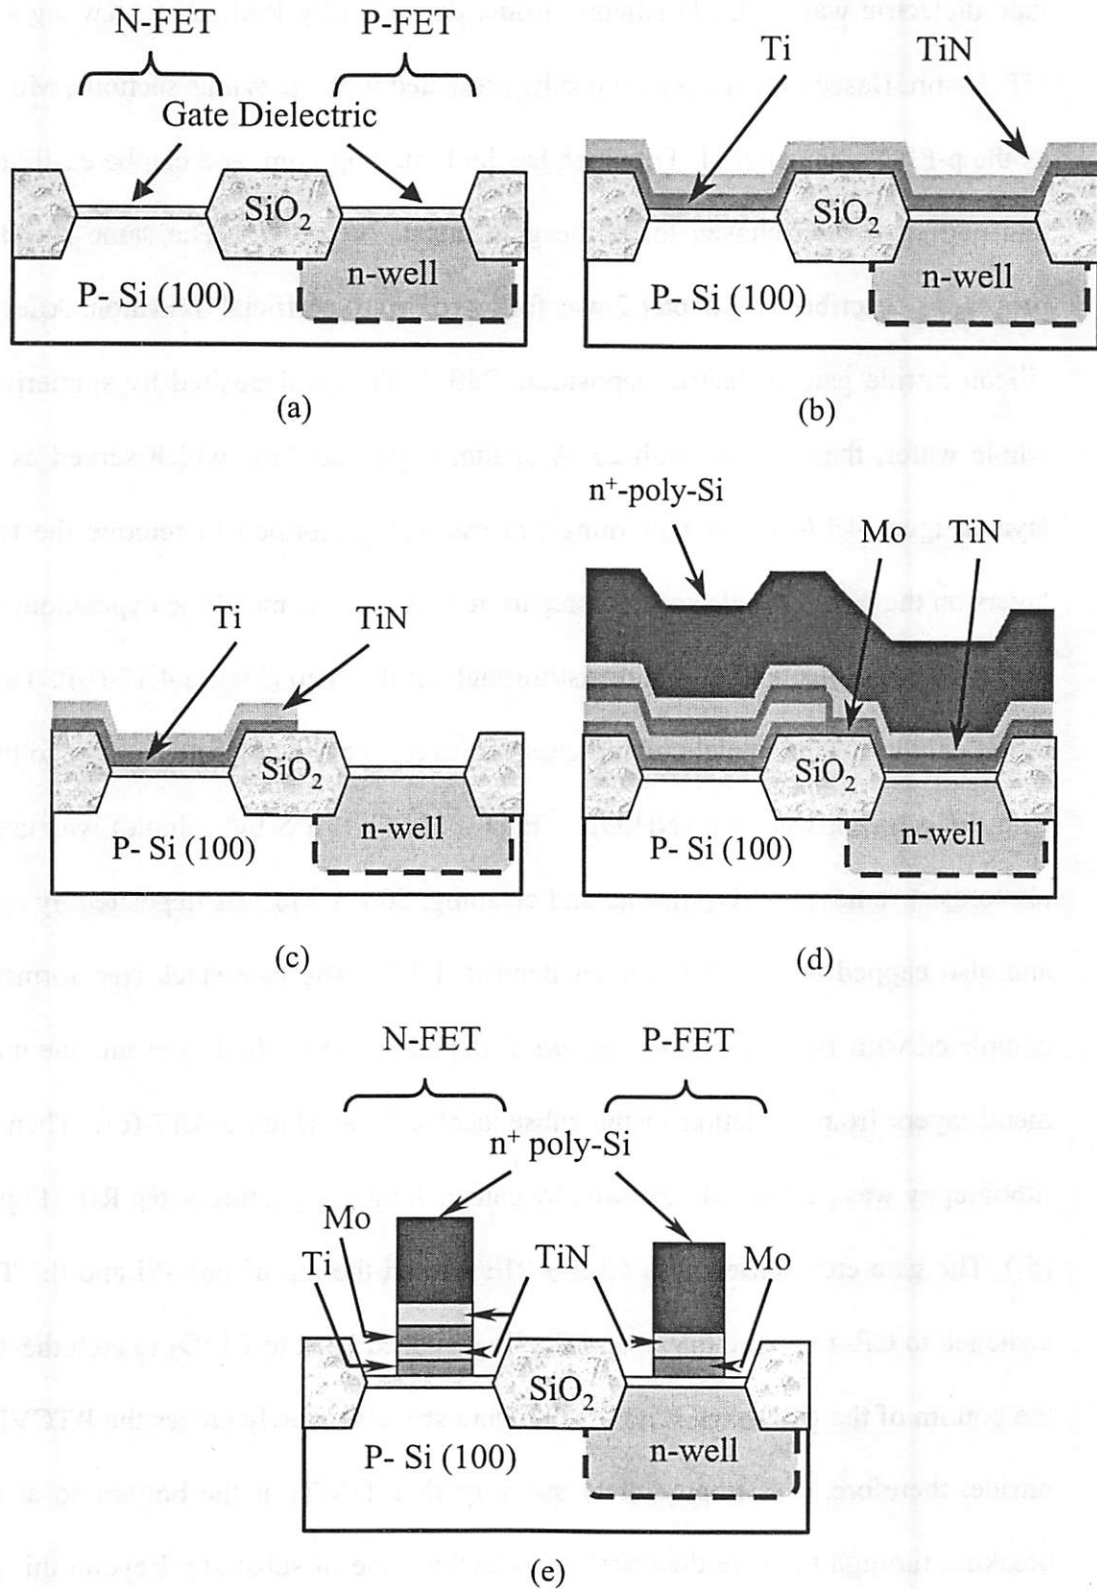 N-FET
P-FET
Gate Dielectric
SiO2
n-well
P- Si (100)
(a)
Ti
TiN
SiO2
n-well
P- Si (100)
(b)
Ti
TiN
SiO2
n-well
P- Si (100)
(c)
n+-poly-Si
Mo
TiN
SiO2
n-well
P- Si (100)
(d)
N-FET
P-FET
n+ poly-Si
Mo
Ti
TiN
Mo
SiO2
n-well
P- Si (100)
(e)